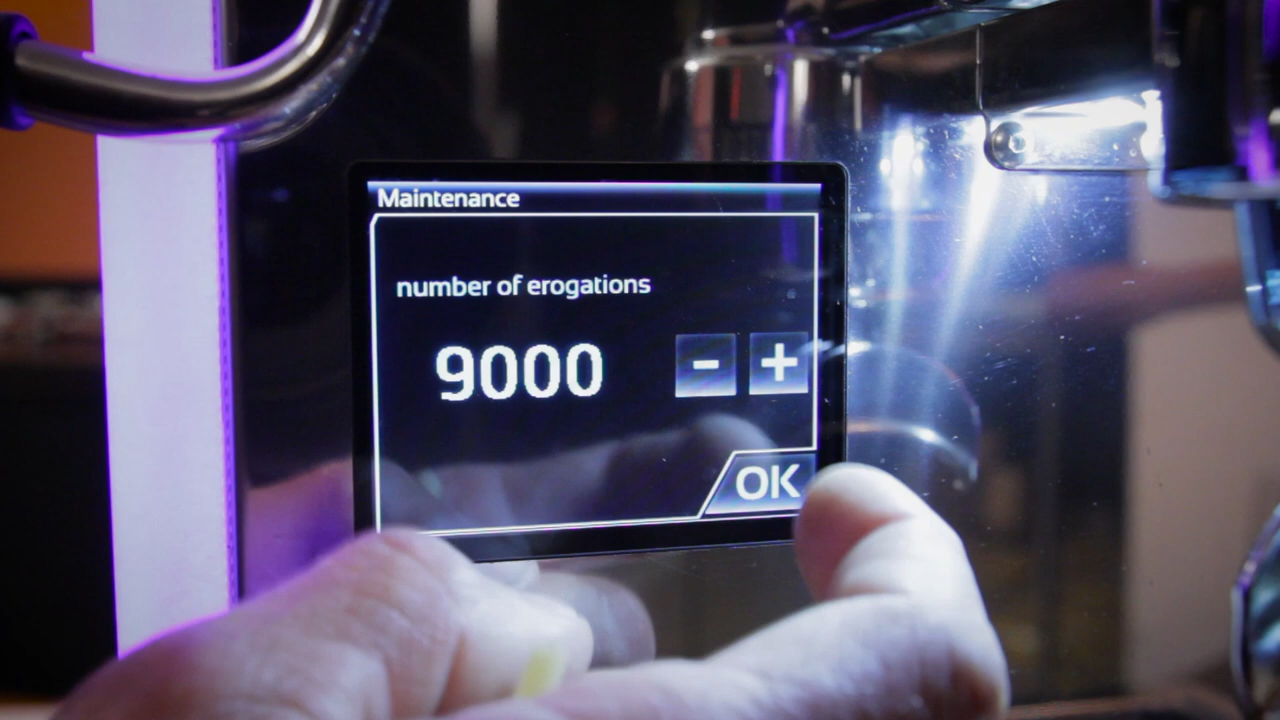 Maintenance
number of erogations
9000 - +
OK